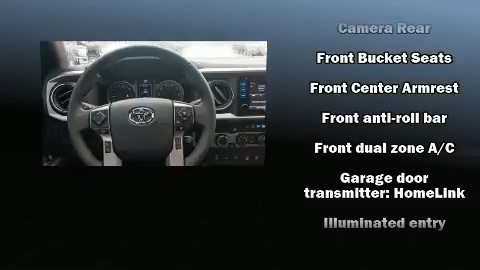 Camera Rear
Front Bucket Seats
Front Center Armrest
Front anti-roll bar
Front dual zone A/C
Garage door
transmitter: HomeLink
Illuminated entry